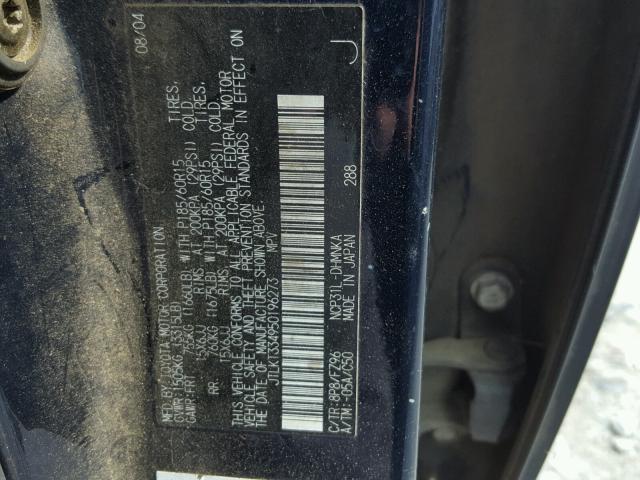 MFD. BY: TOYOTA MOTOR CORPORATION 08/04
GVWR: 1505KG (3315LB)
GAWR: FRT 755KG (1660LB) WITH P185/60R15 TIRES,
15X6JJ RIMS, AT 200KPA (29PSI) COLD.
RR. 760KG (1675LB) WITH P185/60R15 TIRES,
15X6JJ RIMS, AT 200KPA (29PSI) COLD.
THIS VEHICLE CONFORMS TO ALL APPLICABLE FEDERAL MOTOR
VEHICLE SAFETY AND THEFT PREVENTION STANDARDS IN EFFECT ON
THE DATE OF MANUFACTURE SHOWN ABOVE.
JTLKT334950196273 MPV
J
C/TR: 8P8/FZ96 NCP31L-DHMNKA 288
A/TM: -05A/C50 MADE IN JAPAN